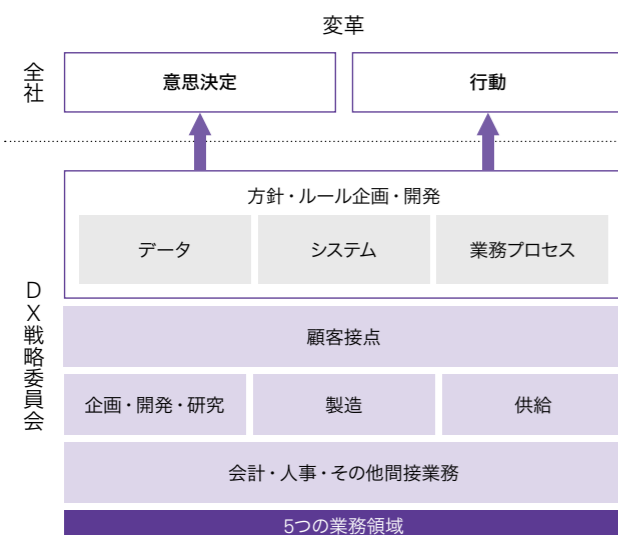 変革
全社
意思決定
行動
方針・ルール企画・開発
データ
システム
業務プロセス
DX戦略委員会
顧客接点
企画・開発・研究
製造
供給
会計・人事・その他間接業務
5つの業務領域